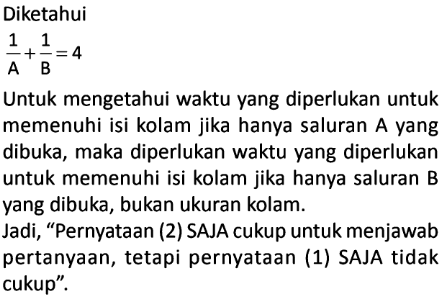 Diketahui
1/A + 1/B = 4
Untuk mengetahui waktu yang diperlukan untuk
memenuhi isi kolam jika hanya saluran A yang
dibuka, maka diperlukan waktu yang diperlukan
untuk memenuhi isi kolam jika hanya saluran B
yang dibuka, bukan ukuran kolam.
Jadi, “Pernyataan (2) SAJA cukup untuk menjawab
pertanyaan, tetapi pernyataan (1) SAJA tidak
cukup”.